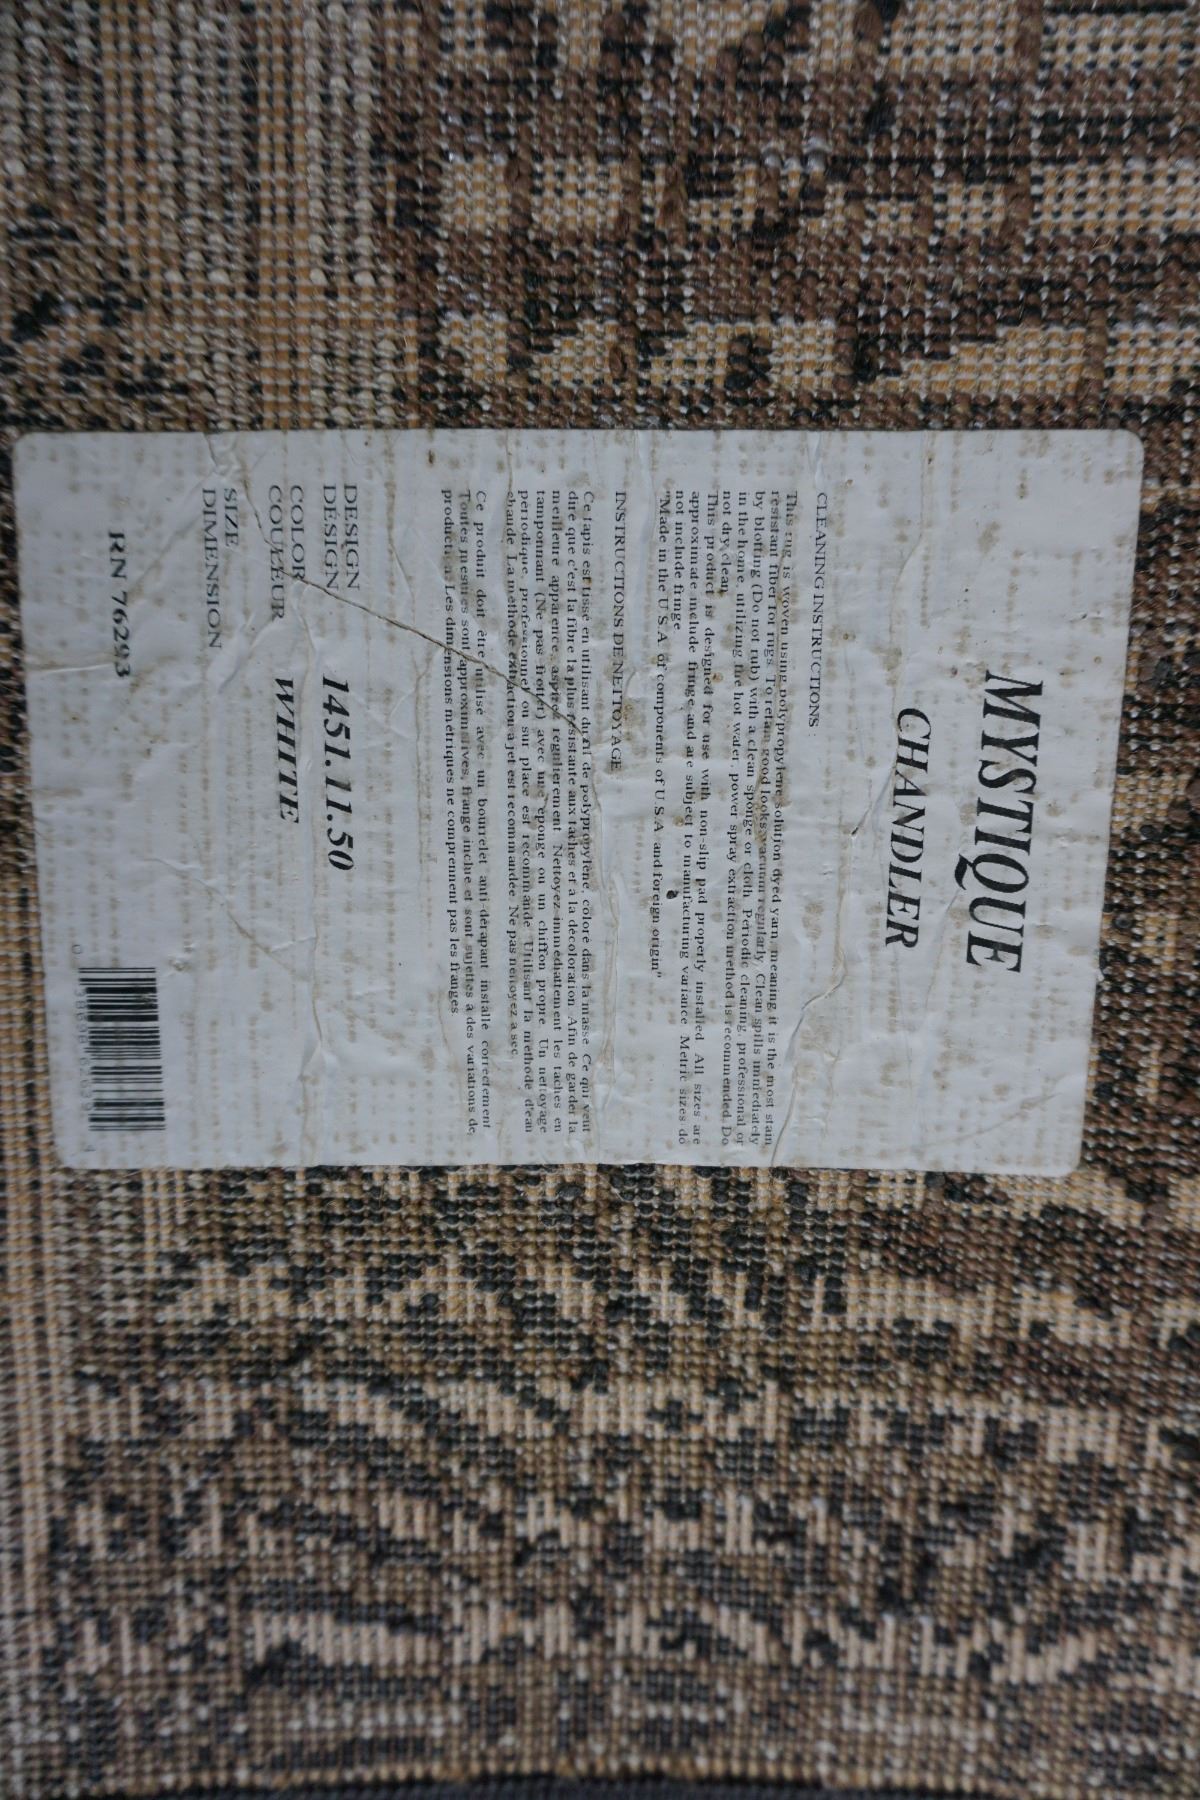 MYSTIQUE
CHANDLER
CLEANING INSTRUCTIONS:
This rug is woven using polypropylene solution dyed yarn, meaning it is the most stain
resistant fiber for rugs. To retain good looks vacuum regularly. Clean spills immediately
by blotting (Do not rub) with a clean sponge or cloth. Periodic cleaning, professional or
in the home, utilizing the hot water, power spray extraction method is recommended. Do
not dry clean.
This product is designed for use with non-slip pad properly installed. All sizes are
approximate include fringe and are subject to manufacturing variance. Metric sizes do
not include fringe.
"Made in the U.S.A. of components of U.S.A. and foreign origin"
INSTRUCTIONS DE NETTOYAGE
Ce tapis est tissé en utilisant du fil de polypropylène, coloré dans la masse. Ce qui veut
dire que c'est la fibre la plus résistante aux taches et à la décoloration. Afin de garder la
meilleure apparence, aspirez regulierement. Nettoyez immédiattement les taches en
tamponnant (Ne pas frotter) avec une éponge ou un chiffon propre. Un nettoyage
périodique, professionnel ou sur place est recommandé. Utilisant la méthode d'eau
chaude. La méthode extraction a jet est recommandée. Ne pas nettoyez a sec.
Ce produit doit être utilisé avec un bourrelet anti-dérapant installé correctement
Toutes mesures sont approximatives, frange inclue et sont sujettes à des variations de
production. Les dimensions métriques ne comprennent pas les franges
DESIGN
DESIGN 1451.11.50
COLOR
COULEUR WHITE
SIZE
DIMENSION
RN 76293